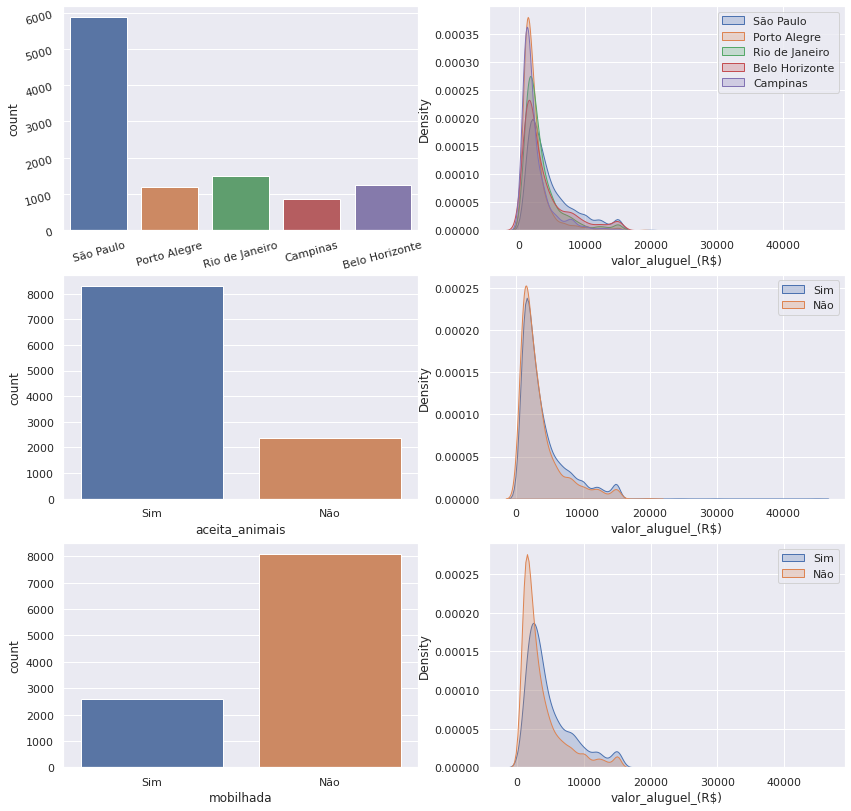 6000
5000
4000
3000
2000
1000
0
count
São Paulo
Porto Alegre
Rio de Janeiro
Campinas
Belo Horizonte
0.00035
0.00030
0.00025
0.00020
0.00015
0.00010
0.00005
0.00000
Density
São Paulo
Porto Alegre
Rio de Janeiro
Belo Horizonte
Campinas
0 10000 20000 30000 40000
valor_aluguel_(R$)
8000
7000
6000
5000
4000
3000
2000
1000
0
count
Sim Não
aceita_animais
0.00025
0.00020
0.00015
0.00010
0.00005
0.00000
Density
Sim
Não
0 10000 20000 30000 40000
valor_aluguel_(R$)
8000
7000
6000
5000
4000
3000
2000
1000
0
count
Sim Não
mobilhada
0.00025
0.00020
0.00015
0.00010
0.00005
0.00000
Density
Sim
Não
0 10000 20000 30000 40000
valor_aluguel_(R$)